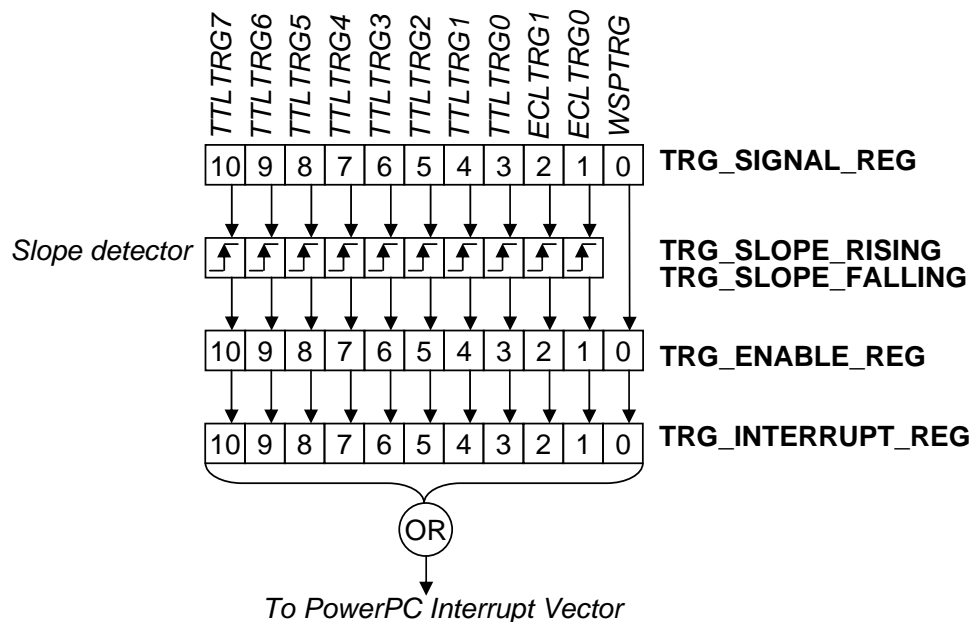 TTLTRG7
TTLTRG6
TTLTRG5
TTLTRG4
TTLTRG3
TTLTRG2
TTLTRG1
TTLTRG0
ECLTRG1
ECLTRG0
WSPTRG
10 9 8 7 6 5 4 3 2 1 0 TRG_SIGNAL_REG
Slope detector TRG_SLOPE_RISING
TRG_SLOPE_FALLING
10 9 8 7 6 5 4 3 2 1 0 TRG_ENABLE_REG
10 9 8 7 6 5 4 3 2 1 0 TRG_INTERRUPT_REG
OR
To PowerPC Interrupt Vector